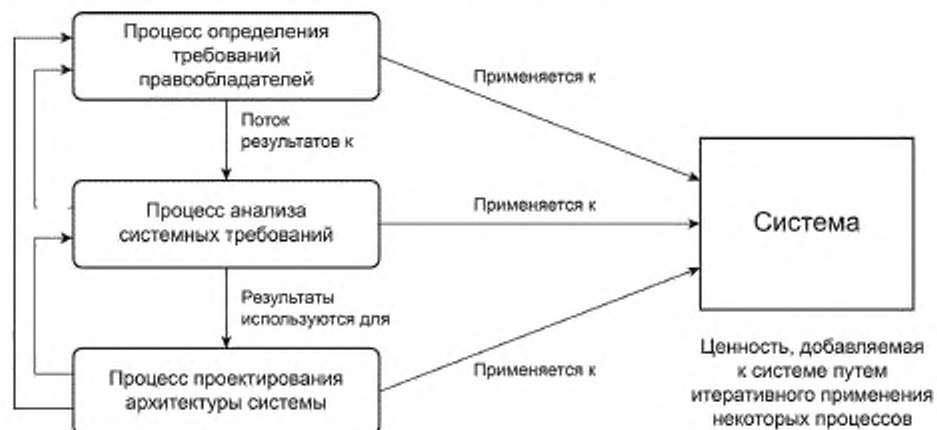 Процесс определения
требований
правообладателей
Применяется к
Поток
результатов к
Процесс анализа
системных требований
Применяется к
Система
Результаты
используются для
Процесс проектирования
архитектуры системы
Применяется к
Ценность, добавляемая
к системе путем
итеративного применения
некоторых процессов